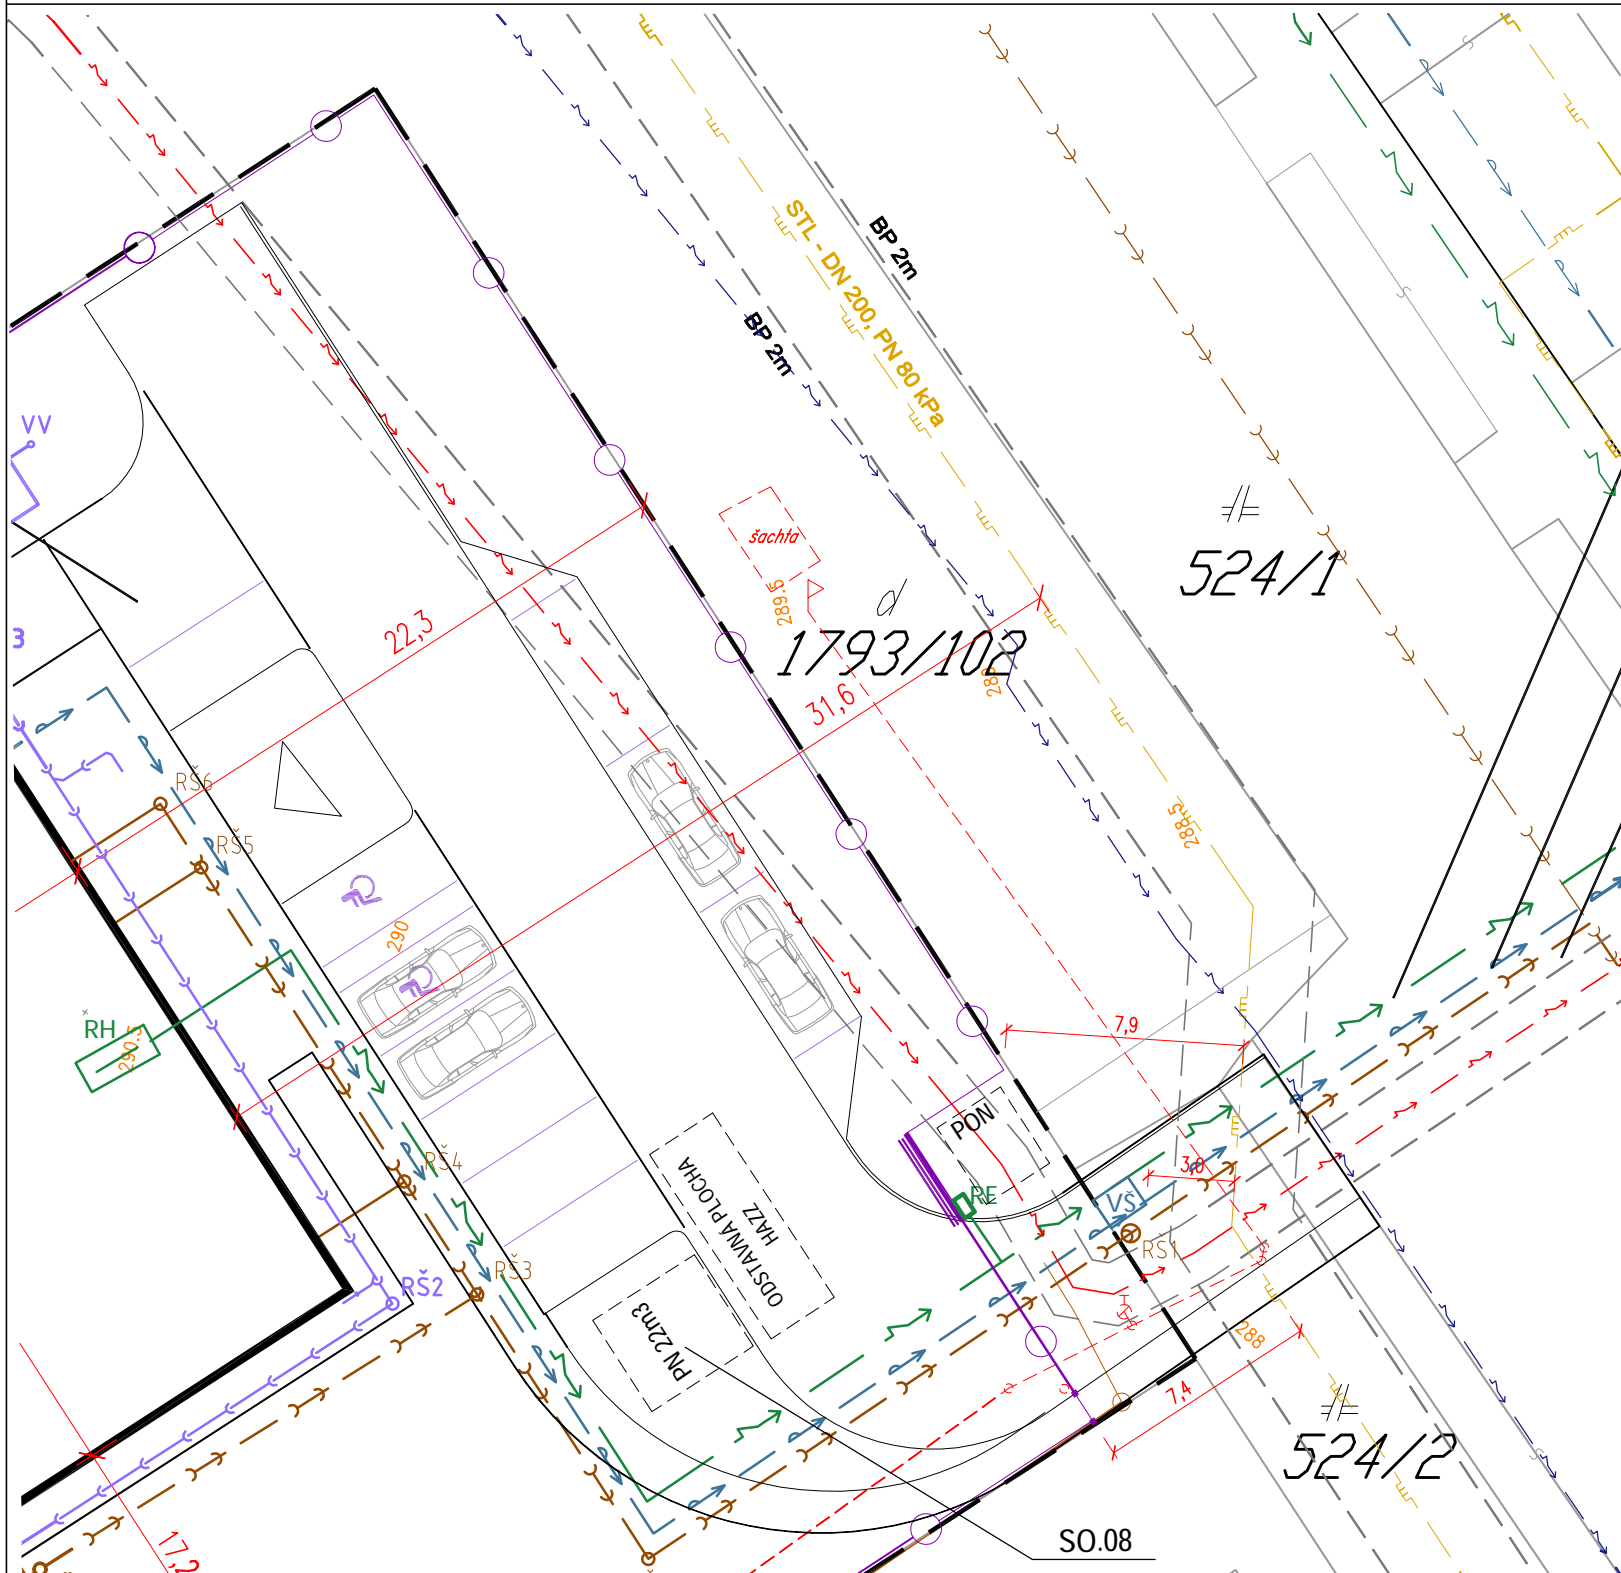 BP 2m
STL - DN 200, PN 80 kPa
BP 2m
VV
šachta
289.5
d
524/1
22,3
3
1793/102
31,6
RŠ6
288.5
RŠ5
290
RH
290.5
7,9
PON
RŠ4
3,8
RE
VŠ
ODSTAVNÁ PLOCHA
HAZZ
RŠ1
RŠ3
RŠ2
PN 22m3
288
7,4
524/2
SO.08
17,2